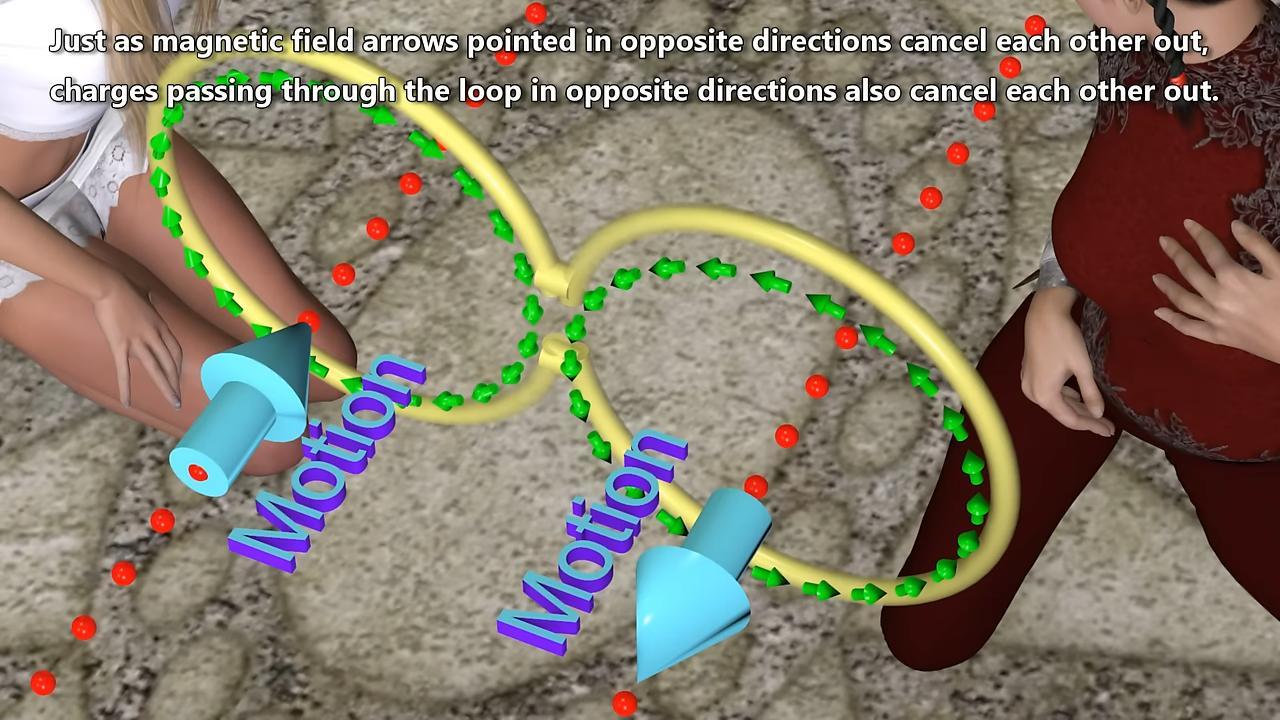 Just as magnetic field arrows pointed in opposite directions cancel each other out,
charges passing through the loop in opposite directions also cancel each other out.
Motion
Motion